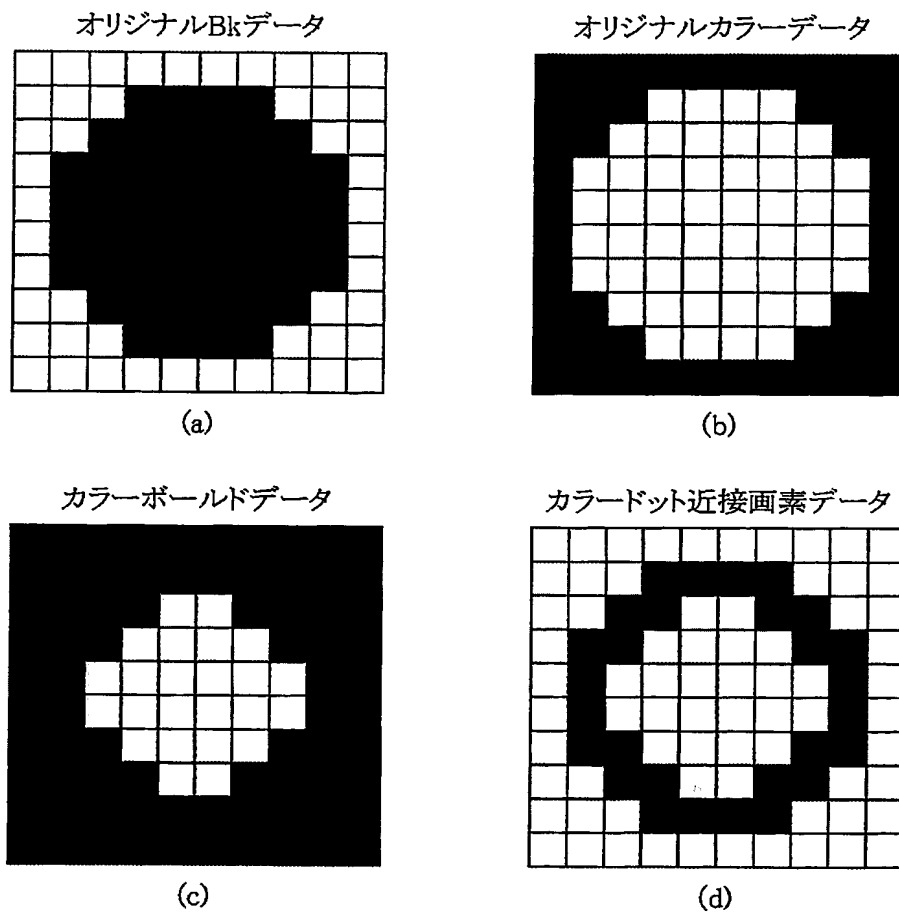 オリジナルBkデータ
オリジナルカラーデータ
(a)
(b)
カラーボールドデータ
カラードット近接画素データ
(c)
(d)